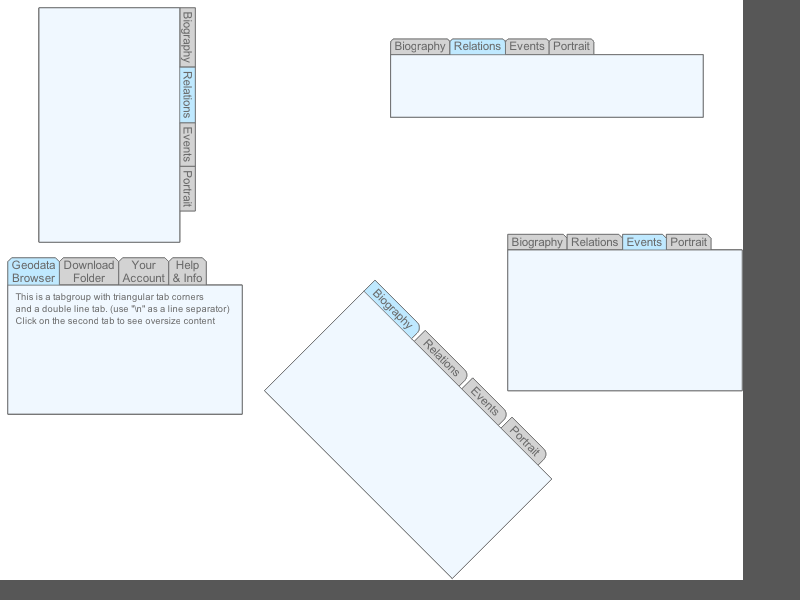 Biography
Relations
Events
Portrait
Biography Relations Events Portrait
Biography Relations Events Portrait
Geodata Download Your Help
Browser Folder Account & Info
This is a tabgroup with triangular tab corners
and a double line tab. (use "\n" as a line separator)
Click on the second tab to see oversize content
Biography
Relations
Events
Portrait